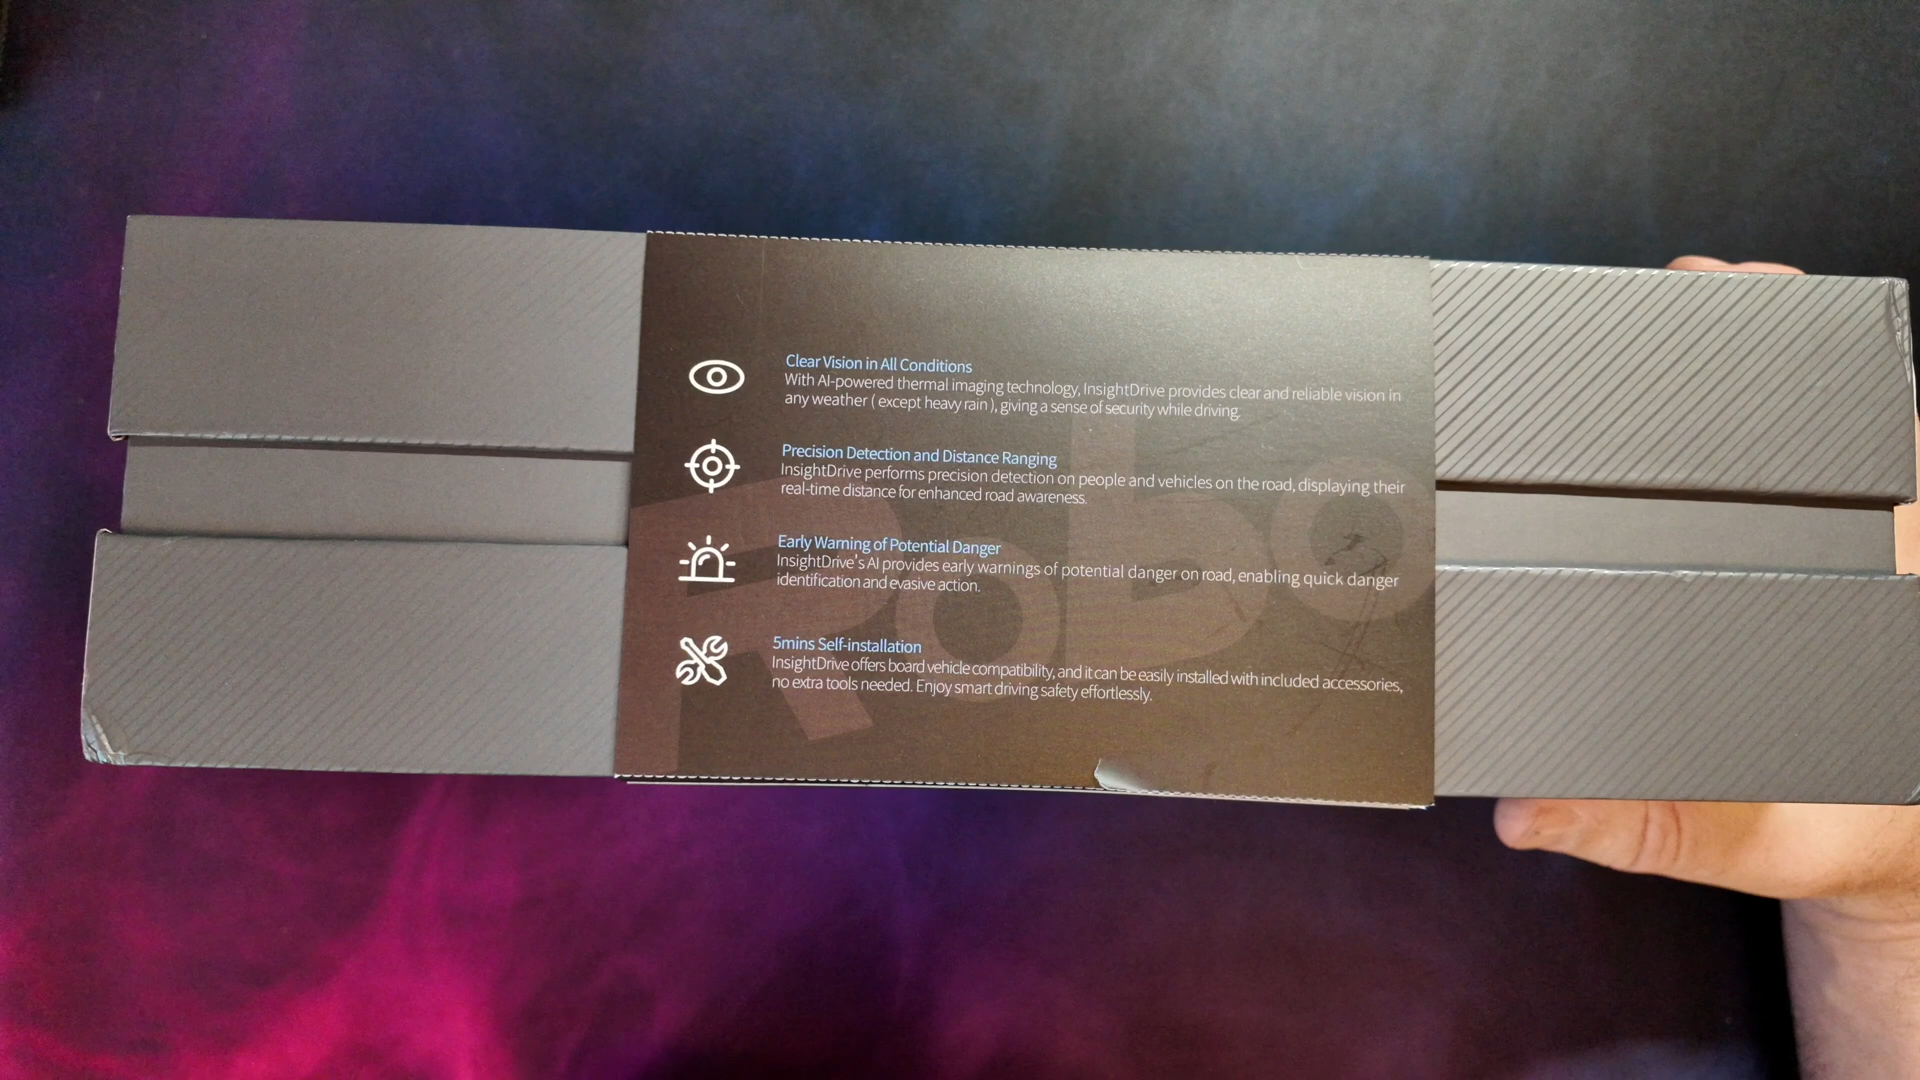 Clear Vision in All Conditions
With AI-powered thermal imaging technology, InsightDrive provides clear and reliable vision in
any weather ( except heavy rain ), giving a sense of security while driving.
Precision Detection and Distance Ranging
InsightDrive performs precision detection on people and vehicles on the road, displaying their
real-time distance for enhanced road awareness.
Early Warning of Potential Danger
InsightDrive's AI provides early warnings of potential danger on road, enabling quick danger
identification and evasive action.
5mins Self-installation
InsightDrive offers board vehicle compatibility, and it can be easily installed with included accessories,
no extra tools needed. Enjoy smart driving safety effortlessly.
Robo